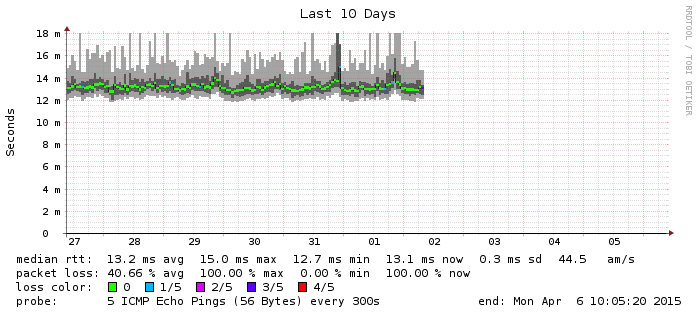 Last 10 Days
RRDTOOL / TOBI OETIKER
Seconds
18 m
16 m
14 m
12 m
10 m
8 m
6 m
4 m
2 m
0
27 28 29 30 31 01 02 03 04 05
median rtt: 13.2 ms avg 15.0 ms max 12.7 ms min 13.1 ms now 0.3 ms sd 44.5 am/s
packet loss: 40.66 % avg 100.00 % max 0.00 % min 100.00 % now
loss color: 0 1/5 2/5 3/5 4/5
probe: 5 ICMP Echo Pings (56 Bytes) every 300s end: Mon Apr 6 10:05:20 2015